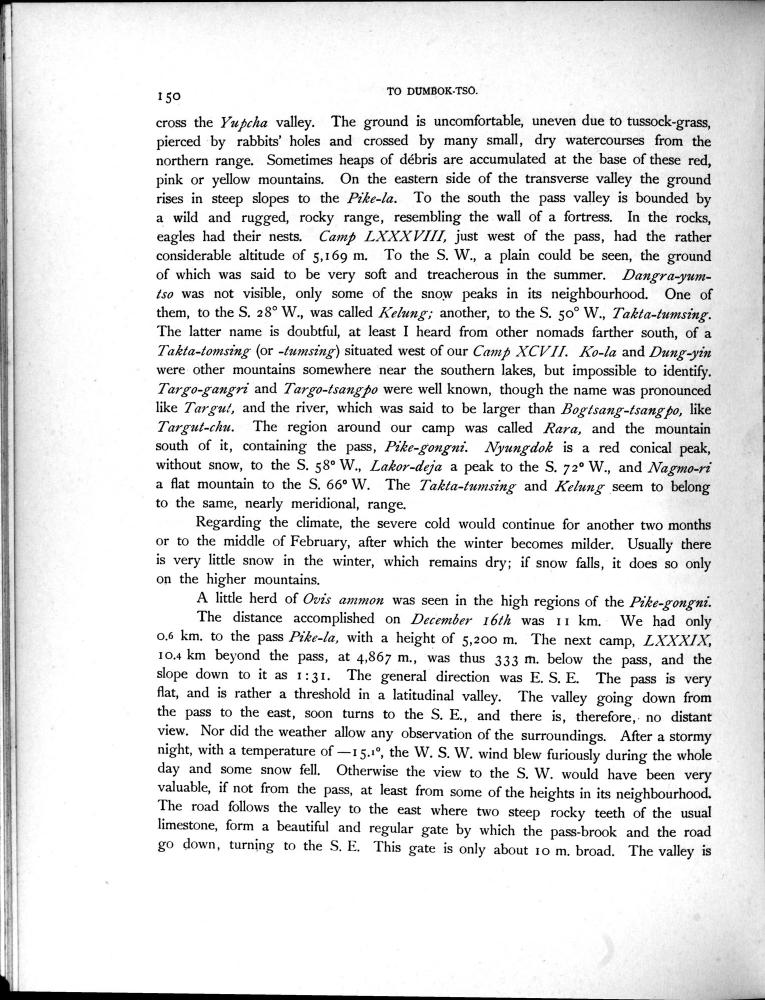 150
TO DUMBOK-TSO.
cross the Yupcha valley. The ground is uncomfortable, uneven due to tussock-grass,
pierced by rabbits' holes and crossed by many small, dry watercourses from the
northern range. Sometimes heaps of débris are accumulated at the base of these red,
pink or yellow mountains. On the eastern side of the transverse valley the ground
rises in steep slopes to the Pike-la. To the south the pass valley is bounded by
a wild and rugged, rocky range, resembling the wall of a fortress. In the rocks,
eagles had their nests. Camp LXXXVIII, just west of the pass, had the rather
considerable altitude of 5,169 m. To the S. W., a plain could be seen, the ground
of which was said to be very soft and treacherous in the summer. Dangra-yum-
tso was not visible, only some of the snow peaks in its neighbourhood. One of
them, to the S. 28° W., was called Kelung; another, to the S. 50° W., Takta-tumsing.
The latter name is doubtful, at least I heard from other nomads farther south, of a
Takta-tomsing (or -tumsing) situated west of our Camp XCVII. Ko-la and Dung-yin
were other mountains somewhere near the southern lakes, but impossible to identify.
Targo-gangri and Targo-tsangpo were well known, though the name was pronounced
like Targut, and the river, which was said to be larger than Bogtsang-tsangpo, like
Targut-chu. The region around our camp was called Rara, and the mountain
south of it, containing the pass, Pike-gongni. Nyungdok is a red conical peak,
without snow, to the S. 58° W., Lakor-deja a peak to the S. 72° W., and Nagmo-ri
a flat mountain to the S. 66° W. The Takta-tumsing and Kelung seem to belong
to the same, nearly meridional, range.
Regarding the climate, the severe cold would continue for another two months
or to the middle of February, after which the winter becomes milder. Usually there
is very little snow in the winter, which remains dry; if snow falls, it does so only
on the higher mountains.
A little herd of Ovis ammon was seen in the high regions of the Pike-gongni.
The distance accomplished on December 16th was 11 km. We had only
0,6 km. to the pass Pike-la, with a height of 5,200 m. The next camp, LXXXIX,
10.4 km beyond the pass, at 4,867 m., was thus 333 m. below the pass, and the
slope down to it as 1:31. The general direction was E. S. E. The pass is very
flat, and is rather a threshold in a latitudinal valley. The valley going down from
the pass to the east, soon turns to the S. E., and there is, therefore, no distant
view. Nor did the weather allow any observation of the surroundings. After a stormy
night, with a temperature of —15.1°, the W. S. W. wind blew furiously during the whole
day and some snow fell. Otherwise the view to the S. W. would have been very
valuable, if not from the pass, at least from some of the heights in its neighbourhood.
The road follows the valley to the east where two steep rocky teeth of the usual
limestone, form a beautiful and regular gate by which the pass-brook and the road
go down, turning to the S. E. This gate is only about 10 m. broad. The valley is